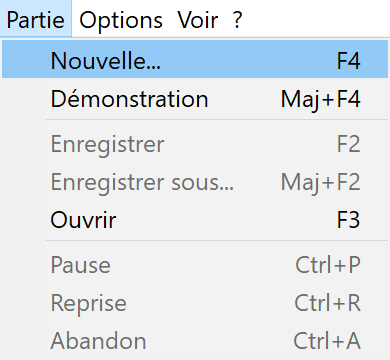 Partie Options Voir ?
Nouvelle... F4
Démonstration Maj+F4
Enregistrer F2
Enregistrer sous... Maj+F2
Ouvrir F3
Pause Ctrl+P
Reprise Ctrl+R
Abandon Ctrl+A